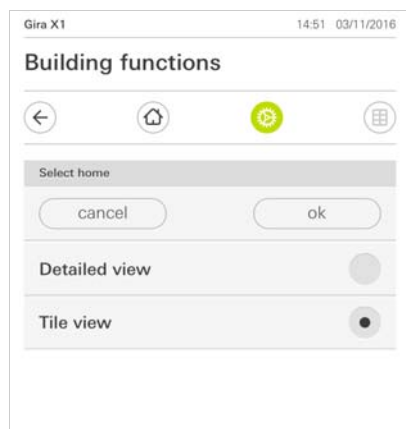 Gira X1 14:51 03/11/2016
Building functions
Select home
cancel ok
Detailed view
Tile view